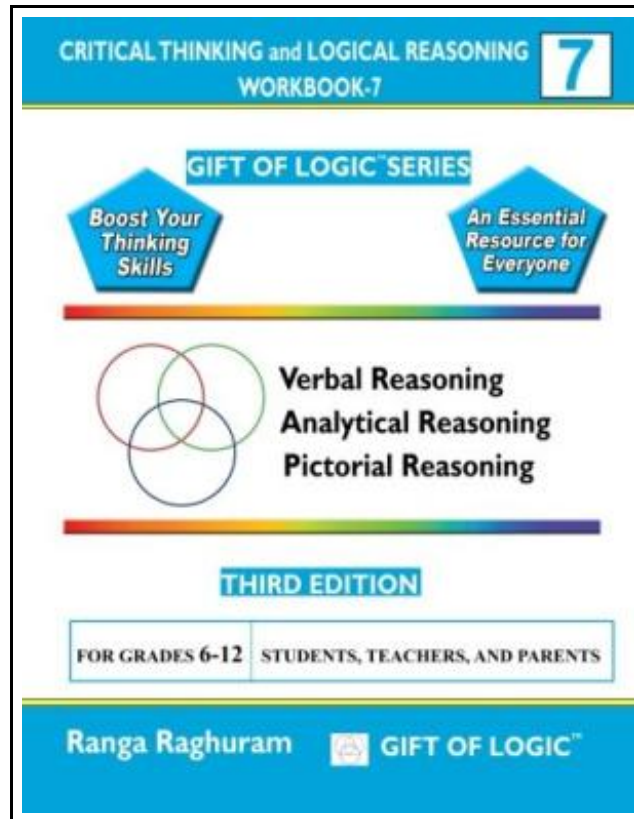 CRITICAL THINKING and LOGICAL REASONING
WORKBOOK-7
7
GIFT OF LOGIC™ SERIES
Boost Your
Thinking
Skills
An Essential
Resource for
Everyone
Verbal Reasoning
Analytical Reasoning
Pictorial Reasoning
THIRD EDITION
FOR GRADES 6-12 STUDENTS, TEACHERS, AND PARENTS
Ranga Raghuram GIFT OF LOGIC™